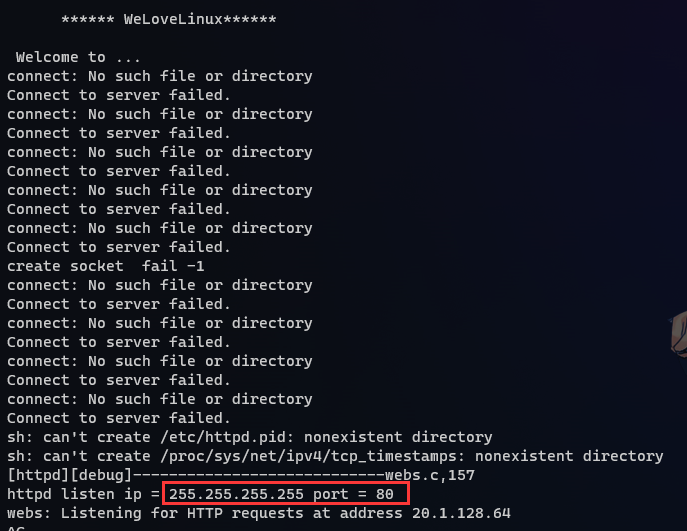 ****** WeLoveLinux******
Welcome to ...
connect: No such file or directory
Connect to server failed.
connect: No such file or directory
Connect to server failed.
connect: No such file or directory
Connect to server failed.
connect: No such file or directory
Connect to server failed.
connect: No such file or directory
Connect to server failed.
create socket  fail -1
connect: No such file or directory
Connect to server failed.
connect: No such file or directory
Connect to server failed.
connect: No such file or directory
Connect to server failed.
connect: No such file or directory
Connect to server failed.
sh: can't create /etc/httpd.pid: nonexistent directory
sh: can't create /proc/sys/net/ipv4/tcp_timestamps: nonexistent directory
[httpd][debug]----------------------------webs.c,157
httpd listen ip = 255.255.255.255 port = 80
webs: Listening for HTTP requests at address 20.1.128.64